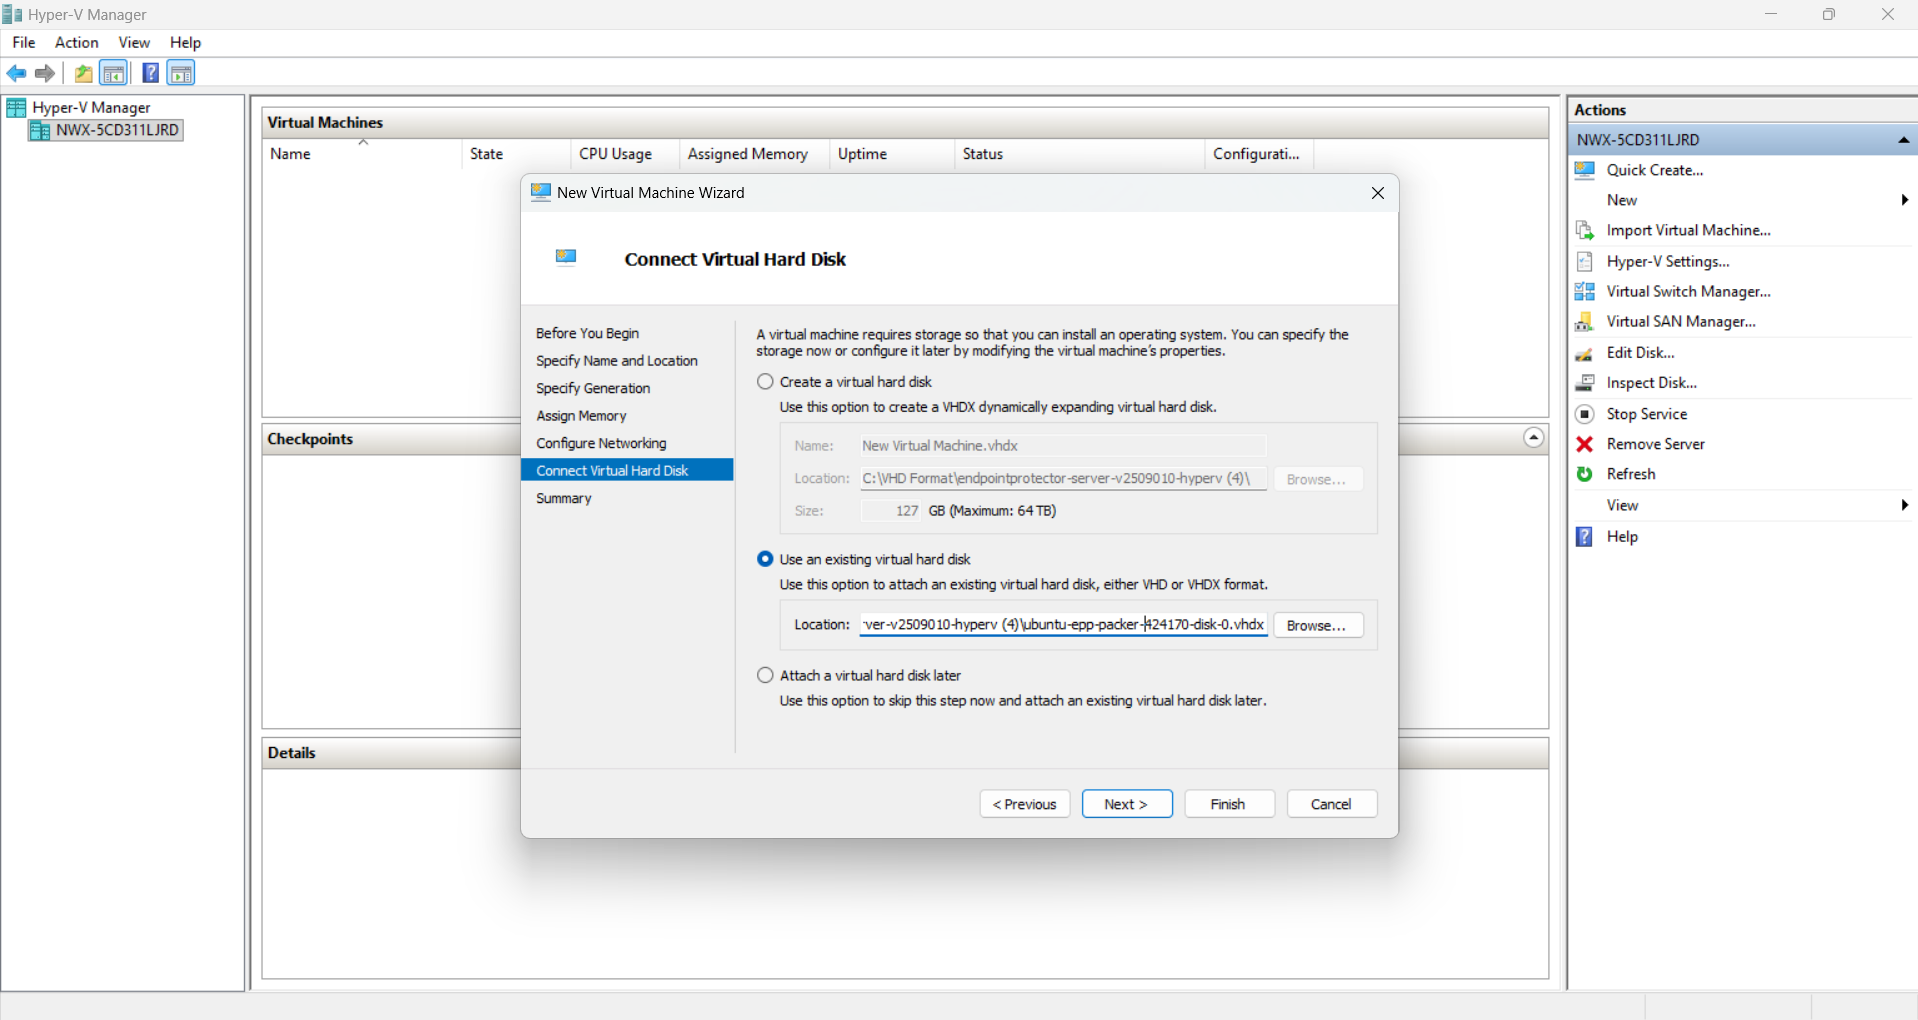 Hyper-V Manager
File Action View Help
Hyper-V Manager
NWX-5CD311LJRD
Virtual Machines
Name State CPU Usage Assigned Memory Uptime Status Configurati...
Checkpoints
Details
New Virtual Machine Wizard
Connect Virtual Hard Disk
Before You Begin
Specify Name and Location
Specify Generation
Assign Memory
Configure Networking
Connect Virtual Hard Disk
Summary
A virtual machine requires storage so that you can install an operating system. You can specify the
storage now or configure it later by modifying the virtual machine's properties.
Create a virtual hard disk
Use this option to create a VHDX dynamically expanding virtual hard disk.
Name: New Virtual Machine.vhdx
Location: C:\VHD Format\endpointprotector-server-v2509010-hyperv (4)\ Browse...
Size: 127 GB (Maximum: 64 TB)
Use an existing virtual hard disk
Use this option to attach an existing virtual hard disk, either VHD or VHDX format.
Location: ver-v2509010-hyperv (4)\ubuntu-epp-packer-424170-disk-0.vhdx Browse...
Attach a virtual hard disk later
Use this option to skip this step now and attach an existing virtual hard disk later.
< Previous Next > Finish Cancel
Actions
NWX-5CD311LJRD
Quick Create...
New
Import Virtual Machine...
Hyper-V Settings...
Virtual Switch Manager...
Virtual SAN Manager...
Edit Disk...
Inspect Disk...
Stop Service
Remove Server
Refresh
View
Help